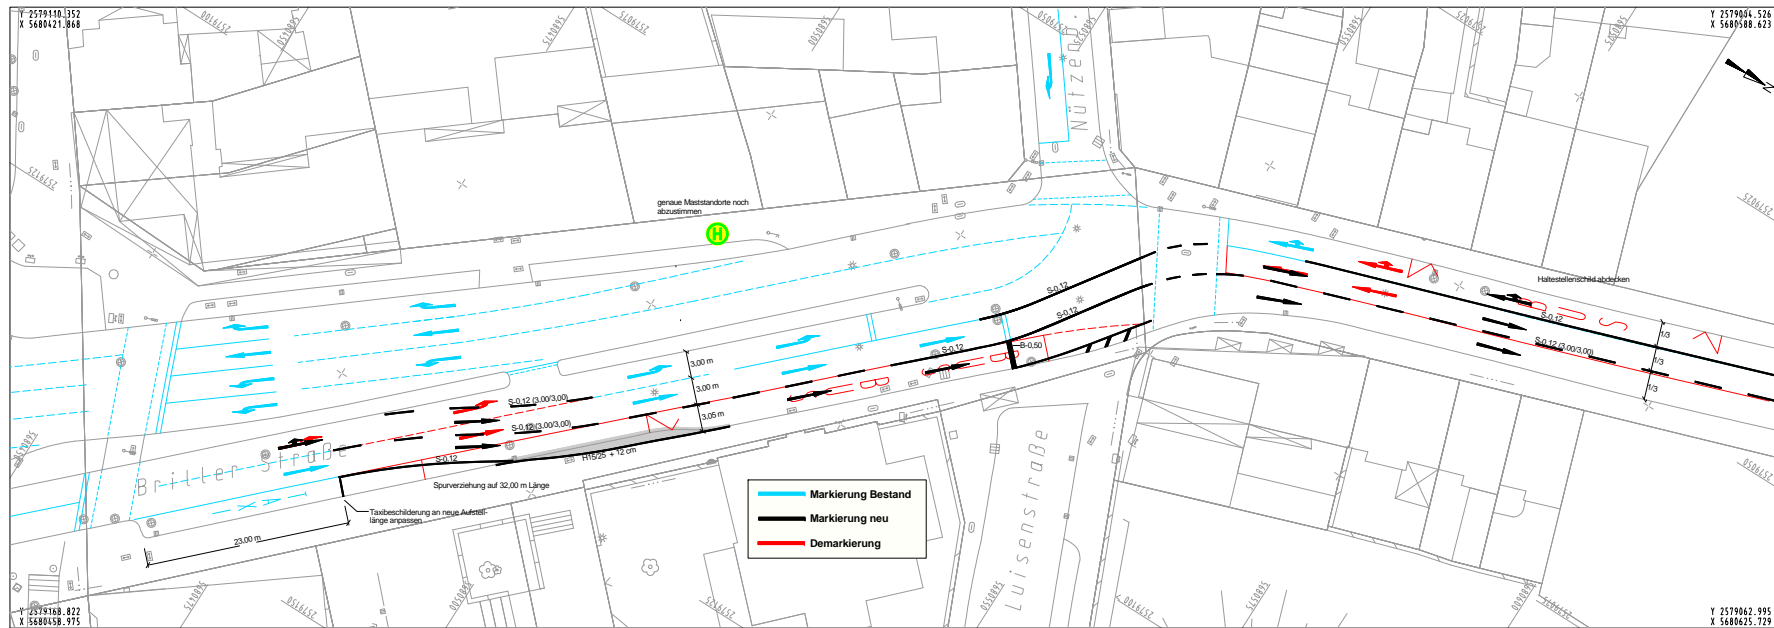 Y 2579110.352
X 5680421.868
Y 2579004.526
X 5680588.623
N
Nützenb.
genaue Maststandorte noch
abzustimmen
H
Haltestellenschild abdecken
S-0,12
S-0,12
S-0,12
S-0,12
S-0,12 (3.00/3,00)
1/3
1/3
1/3
B-0,50
BUS
BUS
3,00 m
3,00 m
3,05 m
S-0,12 (3.00/3,00)
S-0,12 (3.00/3,00)
S-0,12
H15/25 + 12 cm
Briller Straße
TAXI
Spurverziehung auf 32,00 m Länge
Taxibeschilderung an neue Aufstell-
länge anpassen
23,00 m
Luisenstraße
Markierung Bestand
Markierung neu
Demarkierung
Y 2579168.822
X 5680458.975
Y 2579062.995
X 5680625.729